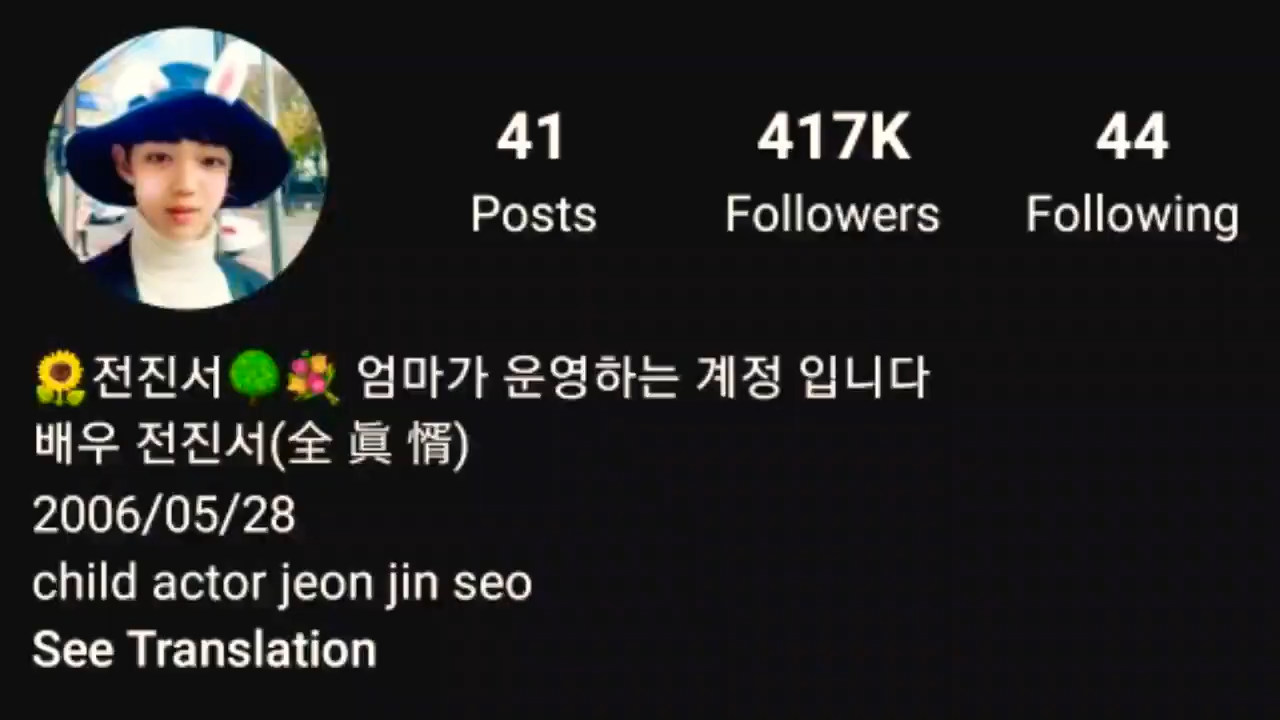 41 417K 44
Posts Followers Following
🌻전진서🌳💐 엄마가 운영하는 계정 입니다
배우 전진서(全 眞 惰)
2006/05/28
child actor jeon jin seo
See Translation